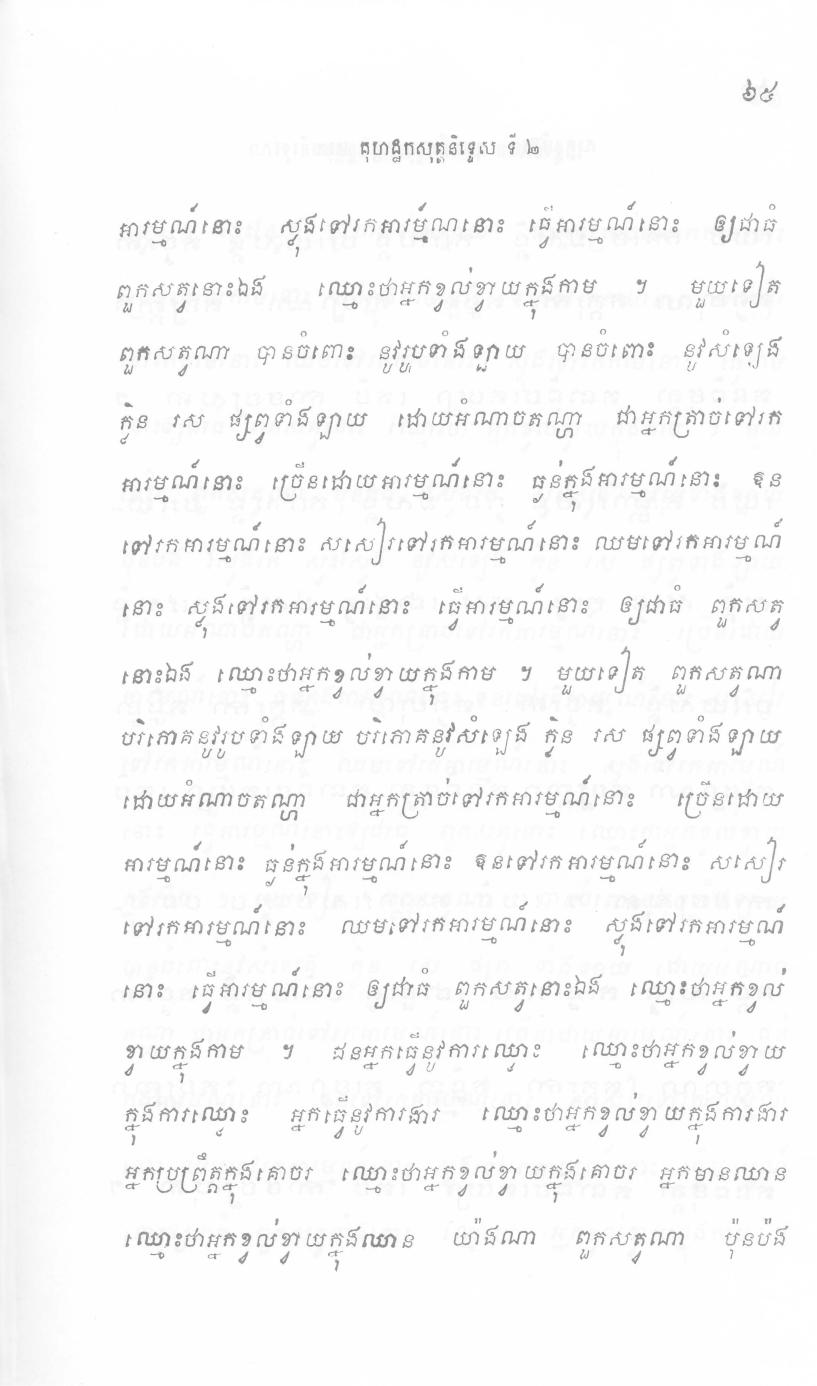 ៦៥
គុហដ្ឋកសុត្តនិទ្ទេស ទី ២
អារម្មណ៍នោះ ស្ទុងទៅរកអារម្ម៍ណនោះ ធ្វើអារម្មណ៍នោះ ឲ្យជាធំ
ពួកសត្វនោះឯង ឈ្មោះថាអ្នកខ្វល់ខ្វាយក្នុងកាម ។ មួយទៀត
ពួកសត្វណា បានចំពោះ នូវរូបទាំងឡាយ បានចំពោះ នូវសំឡេង
ក្លិន រស ផ្សព្វទាំងឡាយ ដោយអំណាចតណ្ហា ជាអ្នកត្រាច់ទៅរក
អារម្មណ៍នោះ ច្រើនដោយអារម្មណ៍នោះ ធ្ងន់ក្នុងអារម្មណ៍នោះ ឱន
ទៅរកអារម្មណ៍នោះ សសៀរទៅរកអារម្មណ៍នោះ ឈមទៅរកអារម្មណ៍
នោះ ស្ទុងទៅរកអារម្មណ៍នោះ ធ្វើអារម្មណ៍នោះ ឲ្យជាធំ ពួកសត្វ
នោះឯង ឈ្មោះថាអ្នកខ្វល់ខ្វាយក្នុងកាម ។ មួយទៀត ពួកសត្វណា
បរិភោគនូវរូបទាំងឡាយ បរិភោគនូវសំឡេង ក្លិន រស ផ្សព្វទាំងឡាយ
ដោយអំណាចតណ្ហា ជាអ្នកត្រាច់ទៅរកអារម្មណ៍នោះ ច្រើនដោយ
អារម្មណ៍នោះ ធ្ងន់ក្នុងអារម្មណ៍នោះ ឱនទៅរកអារម្មណ៍នោះ សសៀរ
ទៅរកអារម្មណ៍នោះ ឈមទៅរកអារម្មណ៍នោះ ស្ទុងទៅរកអារម្មណ៍
នោះ ធ្វើអារម្មណ៍នោះ ឲ្យជាធំ ពួកសត្វនោះឯង ឈ្មោះថាអ្នកខ្វល់
ខ្វាយក្នុងកាម ។ ជនអ្នកធ្វើនូវការឈ្លោះ ឈ្មោះថាអ្នកខ្វល់ខ្វាយ
ក្នុងការឈ្លោះ អ្នកធ្វើនូវការងារ ឈ្មោះថាអ្នកខ្វល់ខ្វាយក្នុងការងារ
អ្នកប្រព្រឹត្តក្នុងគោចរ ឈ្មោះថាអ្នកខ្វល់ខ្វាយក្នុងគោចរ អ្នកមានឈាន
ឈ្មោះថាអ្នកខ្វល់ខ្វាយក្នុងឈាន យ៉ាងណា ពួកសត្វណា ប៉ុនប៉ង